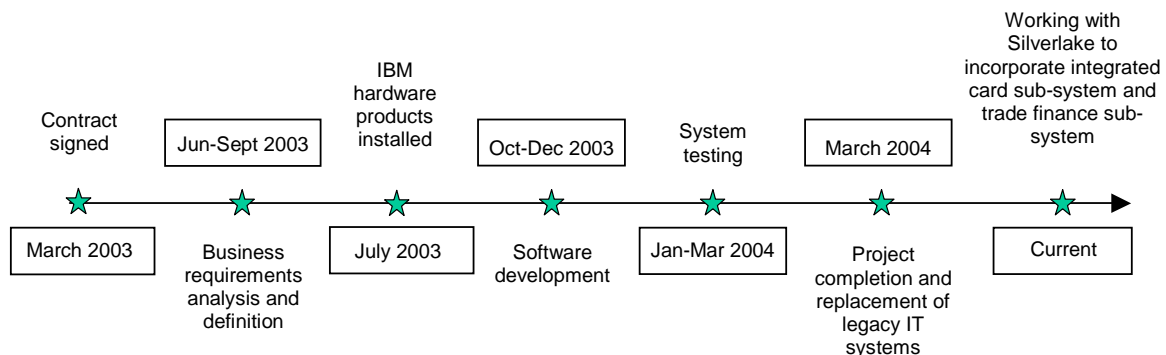 Contract
signed
March 2003
Jun-Sept 2003
Business
requirements
analysis and
definition
IBM
hardware
products
installed
July 2003
Oct-Dec 2003
Software
development
System
testing
Jan-Mar 2004
March 2004
Project
completion and
replacement of
legacy IT
systems
Working with
Silverlake to
incorporate integrated
card sub-system and
trade finance sub-
system
Current